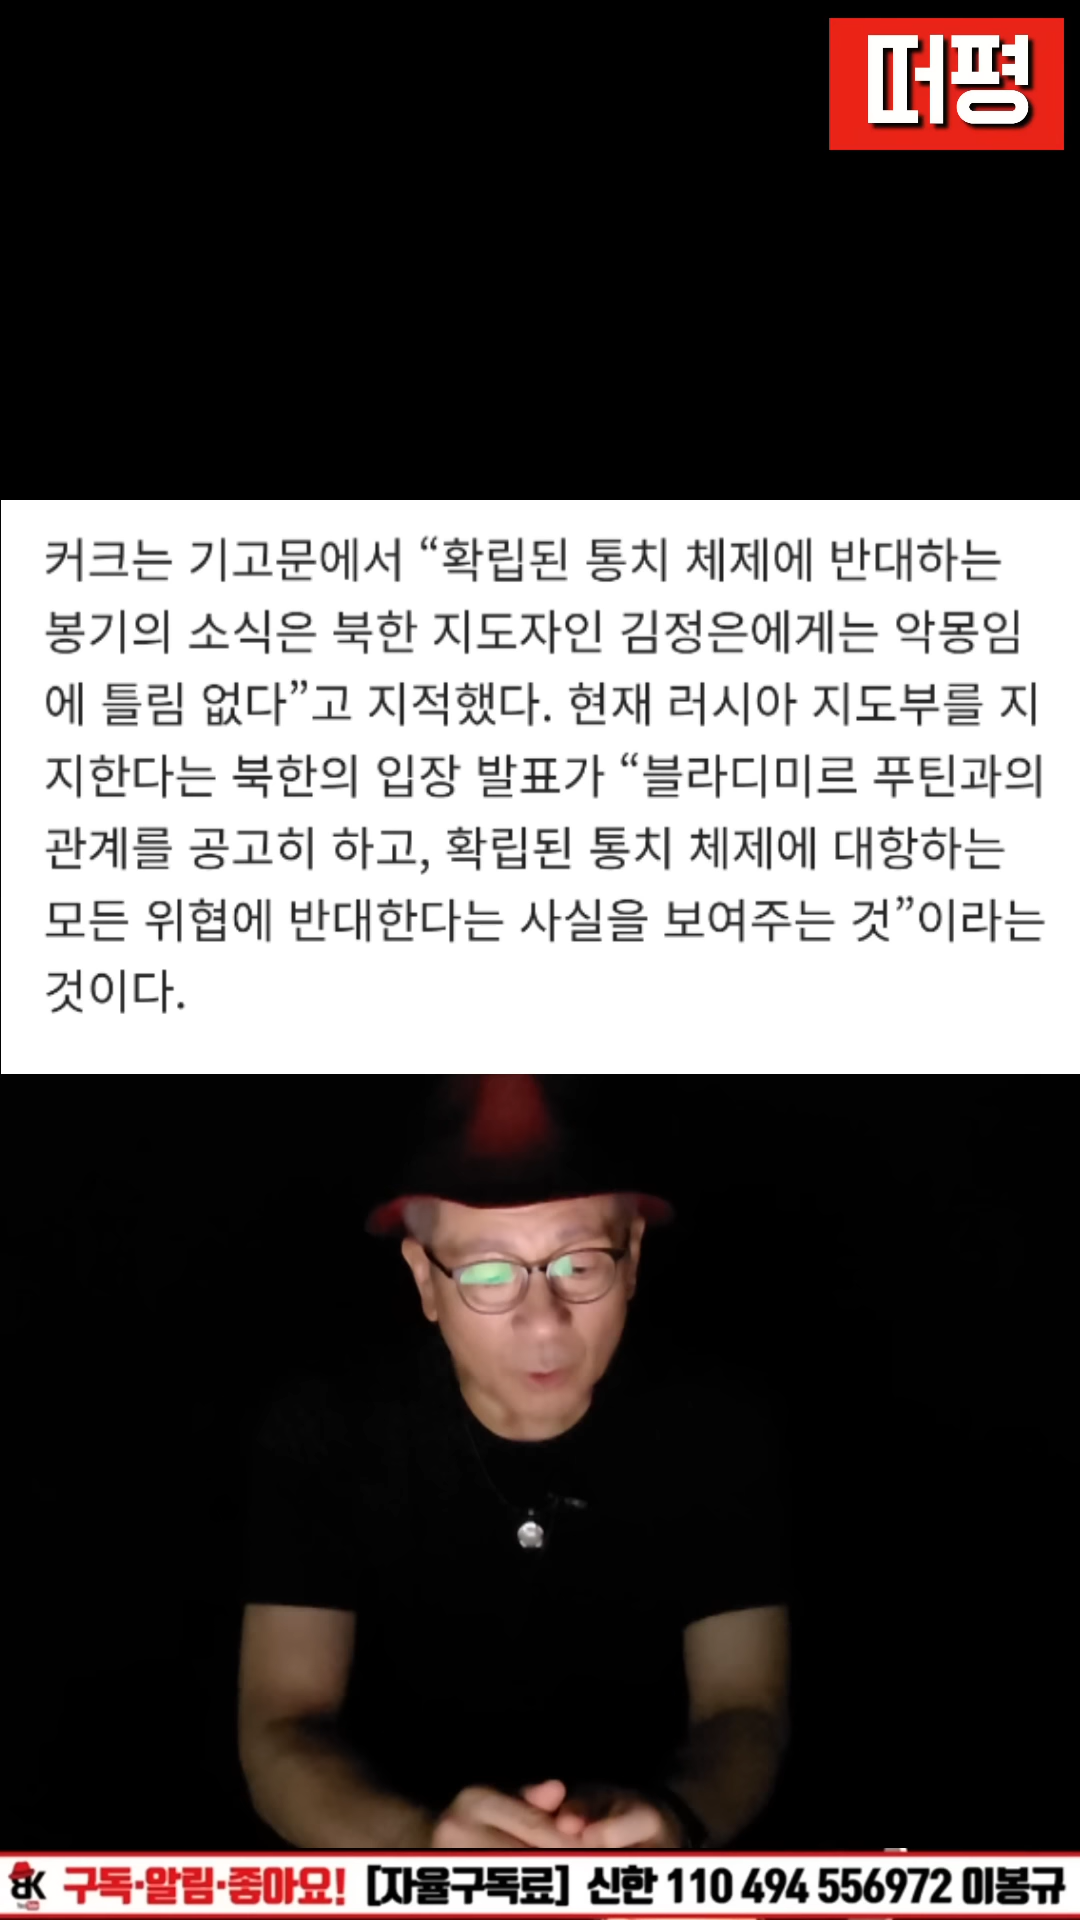 떠평
커크는 기고문에서 “확립된 통치 체제에 반대하는
봉기의 소식은 북한 지도자인 김정은에게는 악몽임
에 틀림 없다”고 지적했다. 현재 러시아 지도부를 지
지한다는 북한의 입장 발표가 “블라디미르 푸틴과의
관계를 공고히 하고, 확립된 통치 체제에 대항하는
모든 위협에 반대한다는 사실을 보여주는 것”이라는
것이다.
BK 구독·알림·좋아요! [자율구독료] 신한 110 494 556972 이봉규